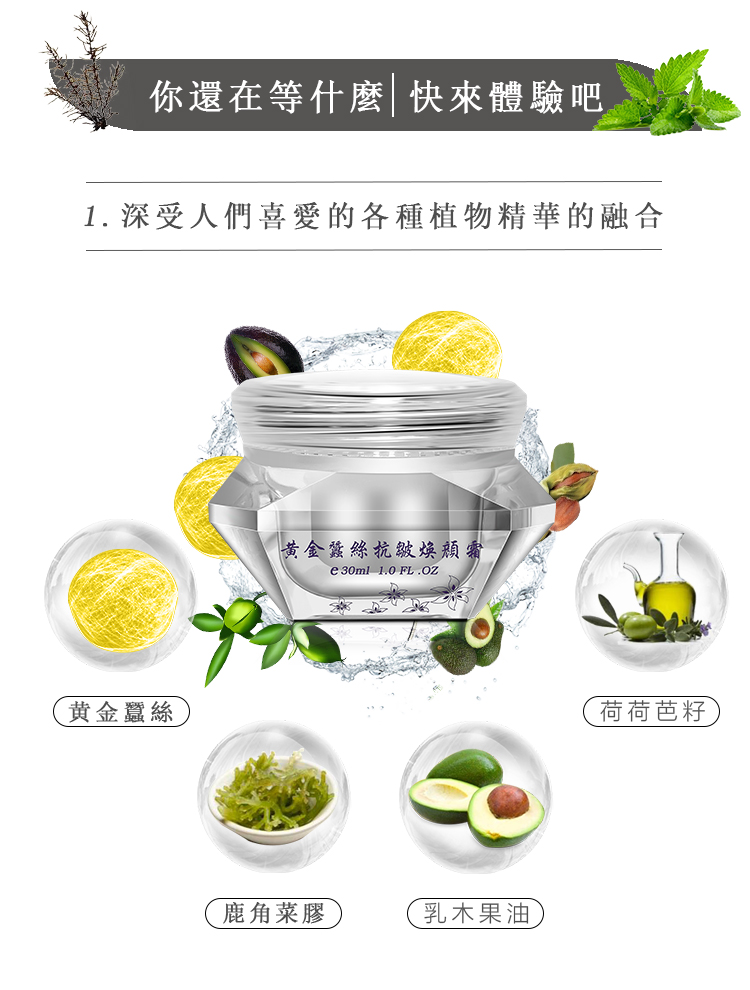 你還在等什麼|快來體驗吧
1. 深受人們喜愛的各種植物精華的融合
黃金蠶絲抗皺煥顏霜
e 30ml 1.0 FL .OZ
黃金蠶絲
荷荷芭籽
鹿角菜膠
乳木果油